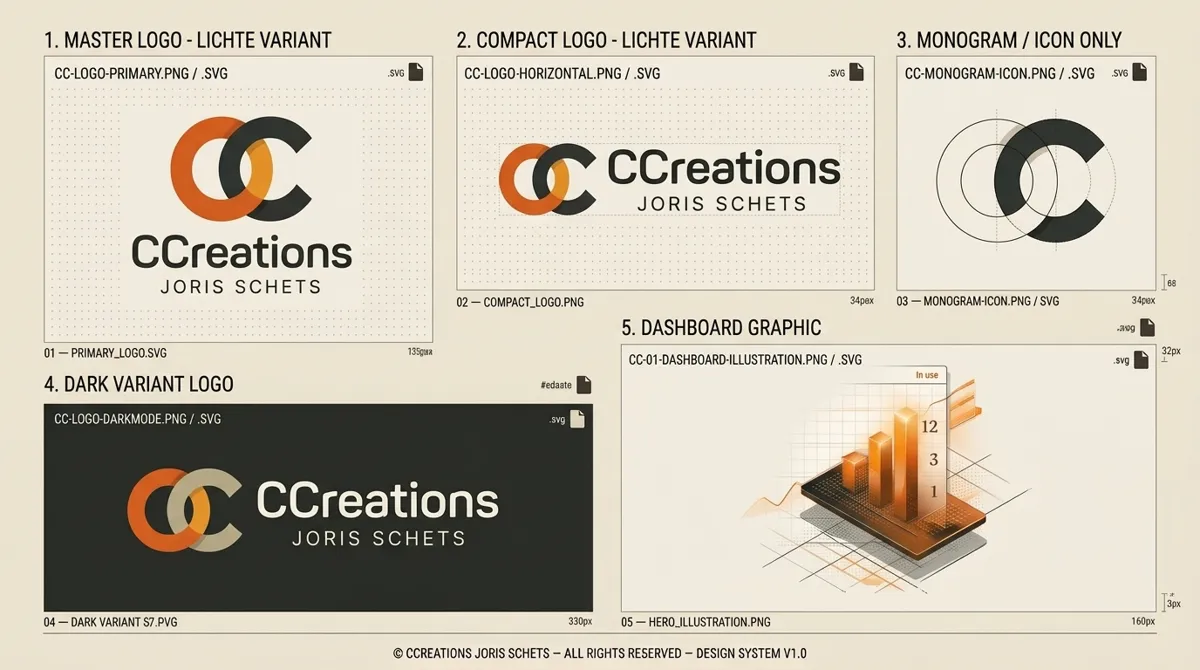 1. MASTER LOGO - LICHTE VARIANT
CC-LOGO-PRIMARY.PNG / .SVG
.SVG
CCreations
JORIS SCHETS
01 — PRIMARY_LOGO.SVG
2. COMPACT LOGO - LICHTE VARIANT
CC-LOGO-HORIZONTAL.PNG / .SVG
.SVG
CCreations
JORIS SCHETS
02 — COMPACT_LOGO.PNG
34pex
3. MONOGRAM / ICON ONLY
CC-MONOGRAM-ICON.PNG / .SVG
.SVG
68
03 — MONOGRAM-ICON.PNG / SVG
34pex
4. DARK VARIANT LOGO
#edaate
CC-LOGO-DARKMODE.PNG / .SVG
.svg
CCreations
JORIS SCHETS
04 — DARK VARIANT S7.PVG
330px
5. DASHBOARD GRAPHIC
32px
CC-01-DASHBOARD-ILLUSTRATION.PNG / .SVG
.svg
In use
12
3
1
3px
05 — HERO_ILLUSTRATION.PNG
160px
© CCREATIONS JORIS SCHETS — ALL RIGHTS RESERVED — DESIGN SYSTEM V1.0